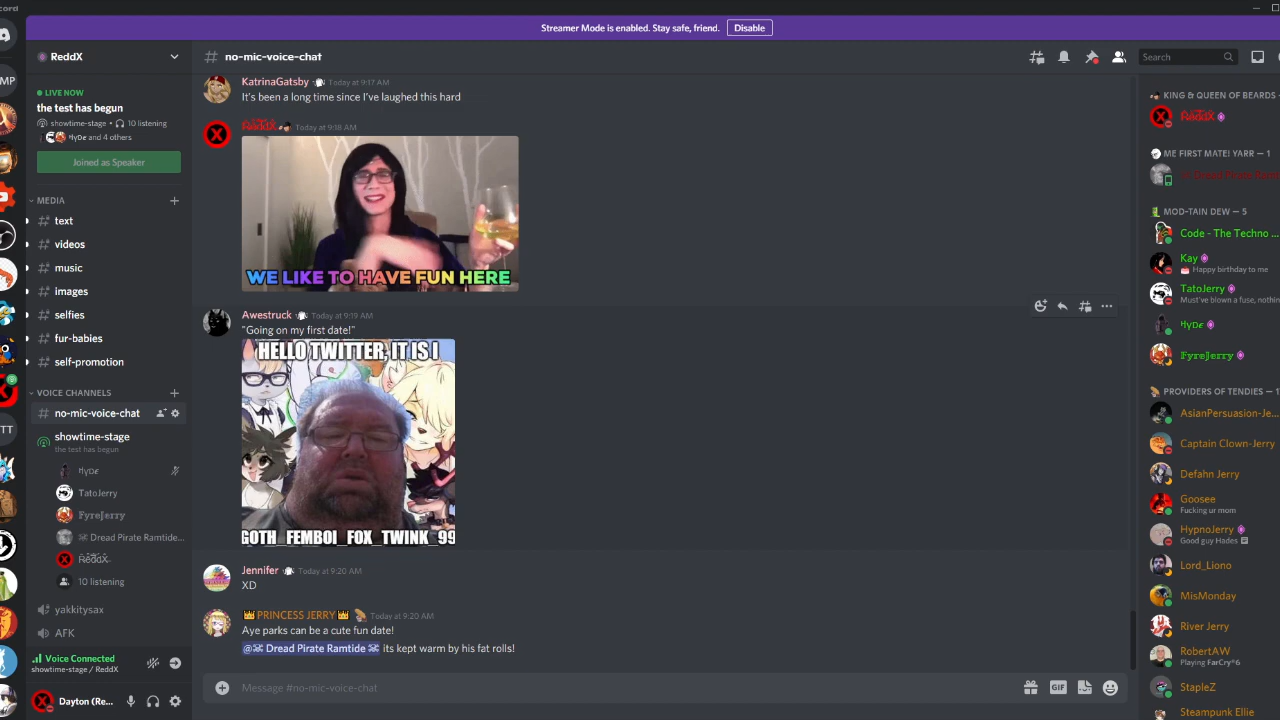 cord
Streamer Mode is enabled. Stay safe, friend.
Disable
ReddX
LIVE NOW
the test has begun
showtime-stage • 10 listening
ҸყDє and 4 others
Joined as Speaker
MEDIA
# text
# videos
# music
# images
# selfies
# fur-babies
# self-promotion
VOICE CHANNELS
# no-mic-voice-chat
showtime-stage
the test has begun
ҸყDє
TatoJerry
FyreJerry
Dread Pirate Ramtide...
ReddX
10 listening
yakkitysax
AFK
Voice Connected
showtime-stage / ReddX
Dayton (Re...
MP
TT
# no-mic-voice-chat
Search
KatrinaGatsby Today at 9:17 AM
It's been a long time since I've laughed this hard
ReddX Today at 9:18 AM
WE LIKE TO HAVE FUN HERE
Awestruck Today at 9:19 AM
"Going on my first date!"
HELLO TWITTER, IT IS I
GOTH_FEMBOI_FOX_TWINK_99
Jennifer Today at 9:20 AM
XD
PRINCESS JERRY Today at 9:20 AM
Aye parks can be a cute fun date!
@ Dread Pirate Ramtide its kept warm by his fat rolls!
Message #no-mic-voice-chat
GIF
KING & QUEEN OF BEARDS –
ReddX
ME FIRST MATE! YARR — 1
MOD-TAIN DEW — 5
Code - The Techno ...
Kay
Happy birthday to me
TatoJerry
Must've blown a fuse, nothin
ҸყDє
FyreJerry
PROVIDERS OF TENDIES — 1
AsianPersuasion-Je...
Captain Clown-Jerry
Defahn Jerry
Goosee
Fucking ur mom
HypnoJerry
Good guy Hades
Lord_Liono
MisMonday
River Jerry
RobertAW
Playing FarCry®6
StapleZ
Steampunk Ellie